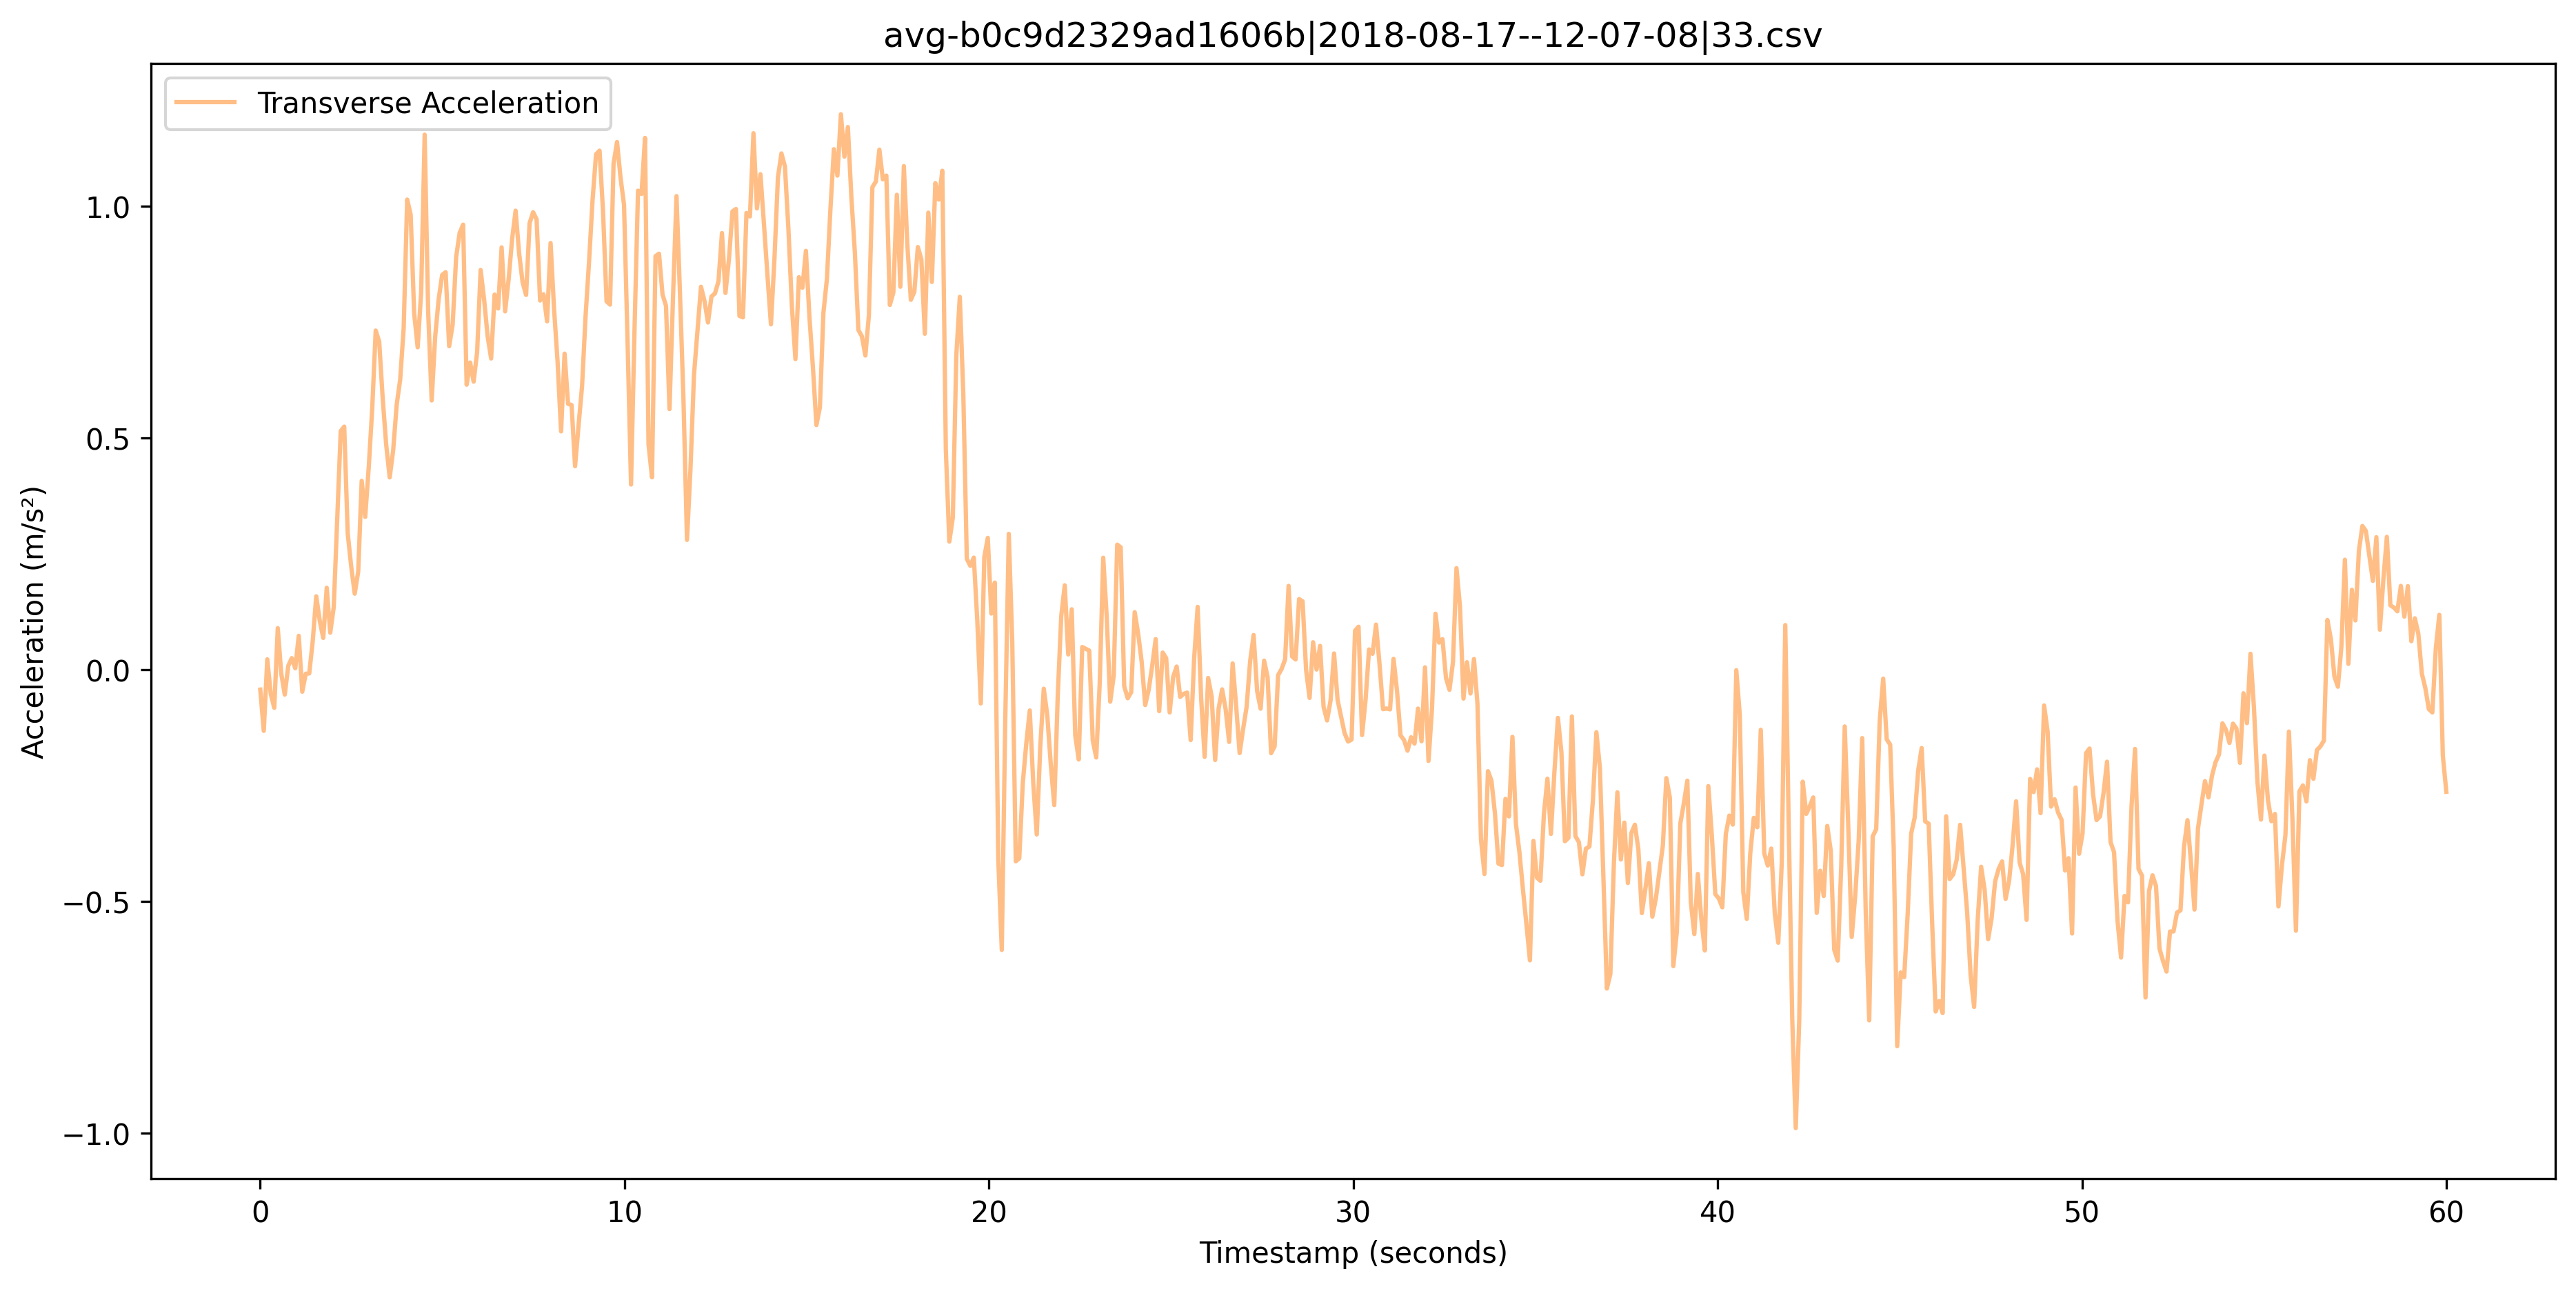 avg-b0c9d2329ad1606b|2018-08-17--12-07-08|33.csv
Transverse Acceleration
Acceleration (m/s²)
1.0
0.5
0.0
−0.5
−1.0
0 10 20 30 40 50 60
Timestamp (seconds)